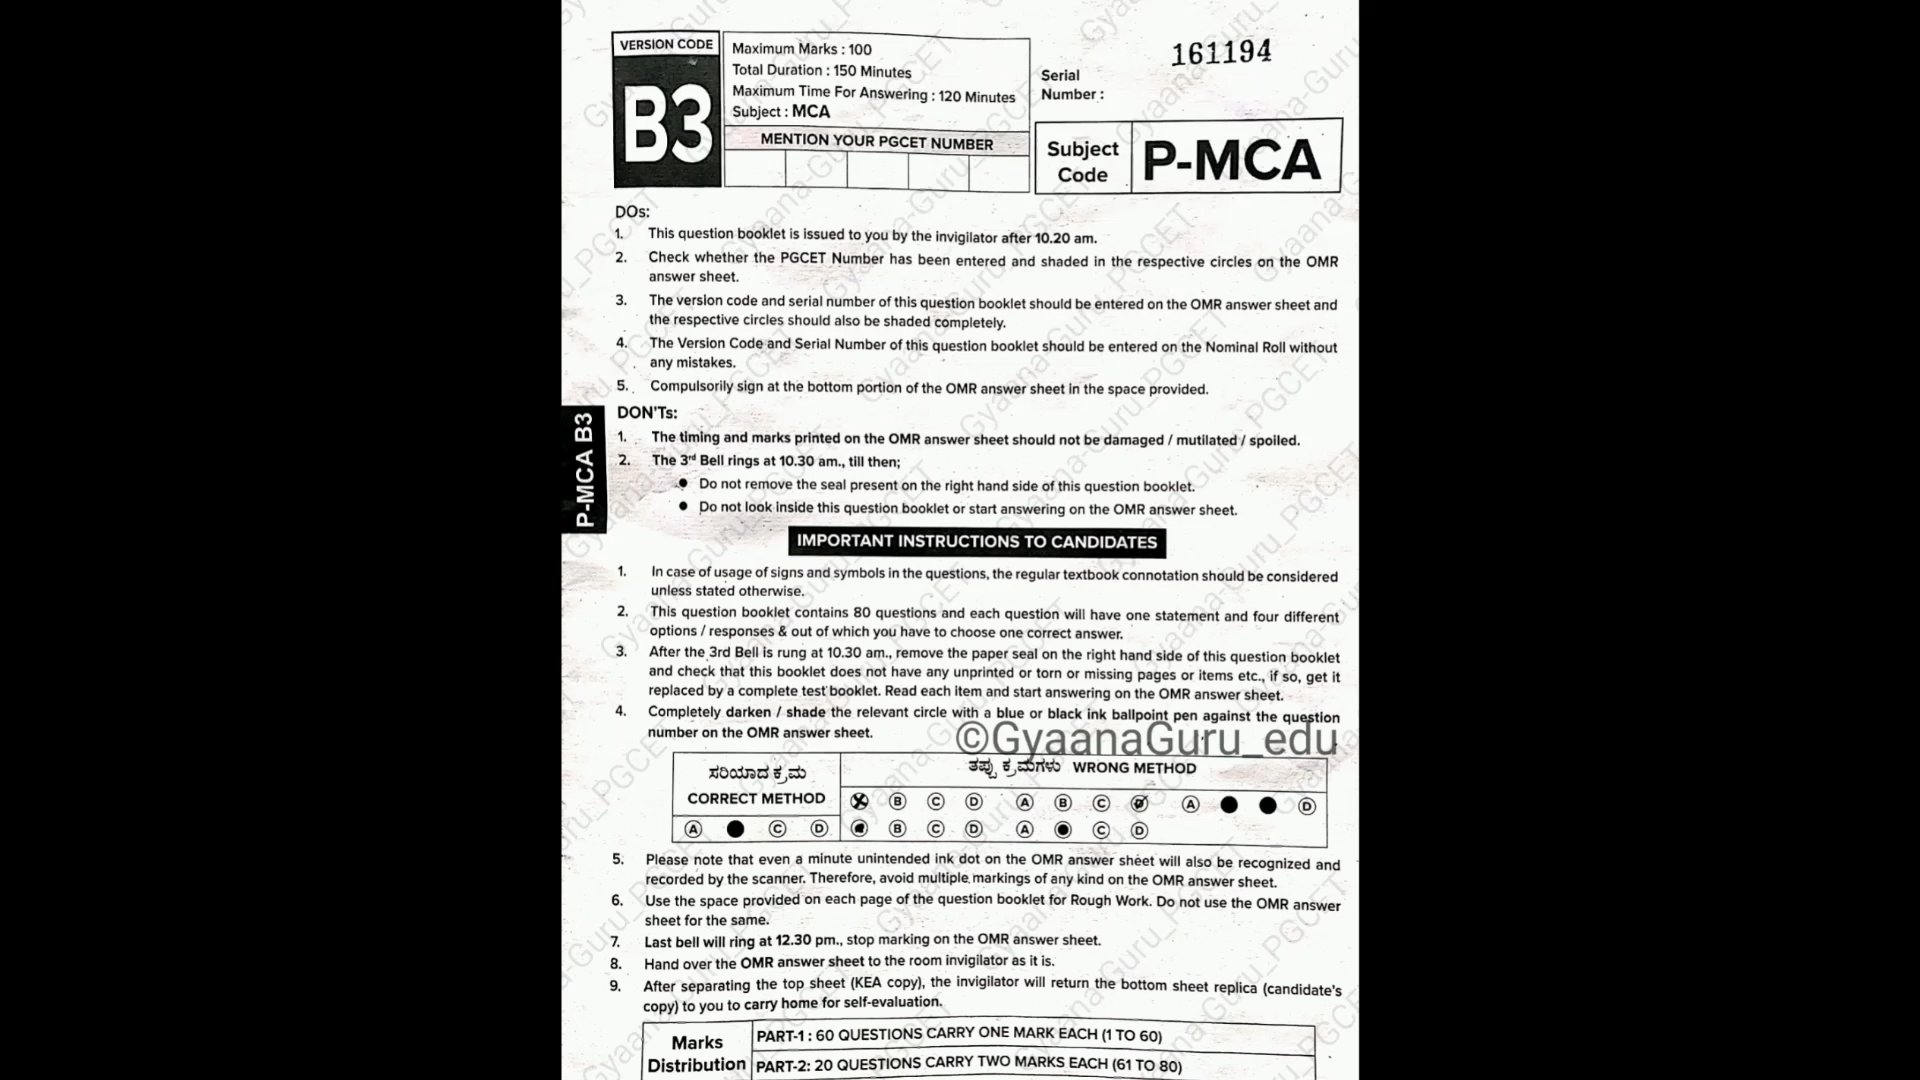 VERSION CODE
B3
Maximum Marks : 100
Total Duration : 150 Minutes
Maximum Time For Answering : 120 Minutes
Subject : MCA
MENTION YOUR PGCET NUMBER
161194
Serial
Number :
Subject
Code
P-MCA
DOs:
1. This question booklet is issued to you by the invigilator after 10.20 am.
2. Check whether the PGCET Number has been entered and shaded in the respective circles on the OMR
answer sheet.
3. The version code and serial number of this question booklet should be entered on the OMR answer sheet and
the respective circles should also be shaded completely.
4. The Version Code and Serial Number of this question booklet should be entered on the Nominal Roll without
any mistakes.
5. Compulsorily sign at the bottom portion of the OMR answer sheet in the space provided.
P-MCA B3
DON'Ts:
1. The timing and marks printed on the OMR answer sheet should not be damaged / mutilated / spoiled.
2. The 3rd Bell rings at 10.30 am., till then;
● Do not remove the seal present on the right hand side of this question booklet.
● Do not look inside this question booklet or start answering on the OMR answer sheet.
IMPORTANT INSTRUCTIONS TO CANDIDATES
1. In case of usage of signs and symbols in the questions, the regular textbook connotation should be considered
unless stated otherwise.
2. This question booklet contains 80 questions and each question will have one statement and four different
options / responses & out of which you have to choose one correct answer.
3. After the 3rd Bell is rung at 10.30 am., remove the paper seal on the right hand side of this question booklet
and check that this booklet does not have any unprinted or torn or missing pages or items etc., if so, get it
replaced by a complete test booklet. Read each item and start answering on the OMR answer sheet.
4. Completely darken / shade the relevant circle with a blue or black ink ballpoint pen against the question
number on the OMR answer sheet.
©GyaanaGuru_edu
ಸರಿಯಾದ ಕ್ರಮ
CORRECT METHOD
A C D
ತಪ್ಪು ಕ್ರಮಗಳು WRONG METHOD
B C D A B C A D
B C D A C D
5. Please note that even a minute unintended ink dot on the OMR answer sheet will also be recognized and
recorded by the scanner. Therefore, avoid multiple markings of any kind on the OMR answer sheet.
6. Use the space provided on each page of the question booklet for Rough Work. Do not use the OMR answer
sheet for the same.
7. Last bell will ring at 12.30 pm., stop marking on the OMR answer sheet.
8. Hand over the OMR answer sheet to the room invigilator as it is.
9. After separating the top sheet (KEA copy), the invigilator will return the bottom sheet replica (candidate's
copy) to you to carry home for self-evaluation.
Marks
Distribution
PART-1 : 60 QUESTIONS CARRY ONE MARK EACH (1 TO 60)
PART-2: 20 QUESTIONS CARRY TWO MARKS EACH (61 TO 80)
Gyaana-Guru_PGCET